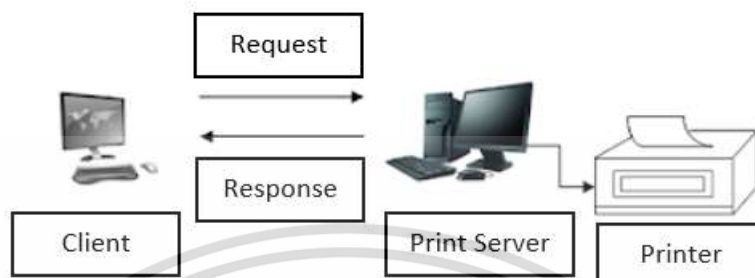 Request
Response
Client
Print Server
Printer